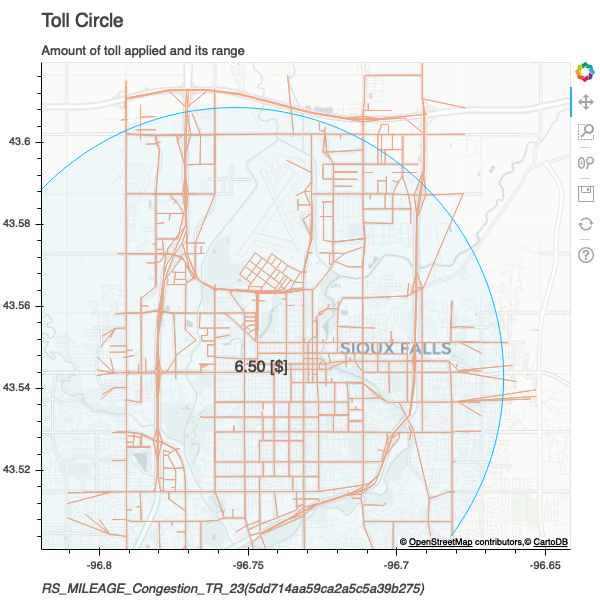 Toll Circle
Amount of toll applied and its range
43.6
43.58
43.56
43.54
43.52
SIOUX FALLS
6.50 [$]
© OpenStreetMap contributors,© CartoDB
-96.8
-96.75
-96.7
-96.65
RS_MILEAGE_Congestion_TR_23(5dd714aa59ca2a5c5a39b275)